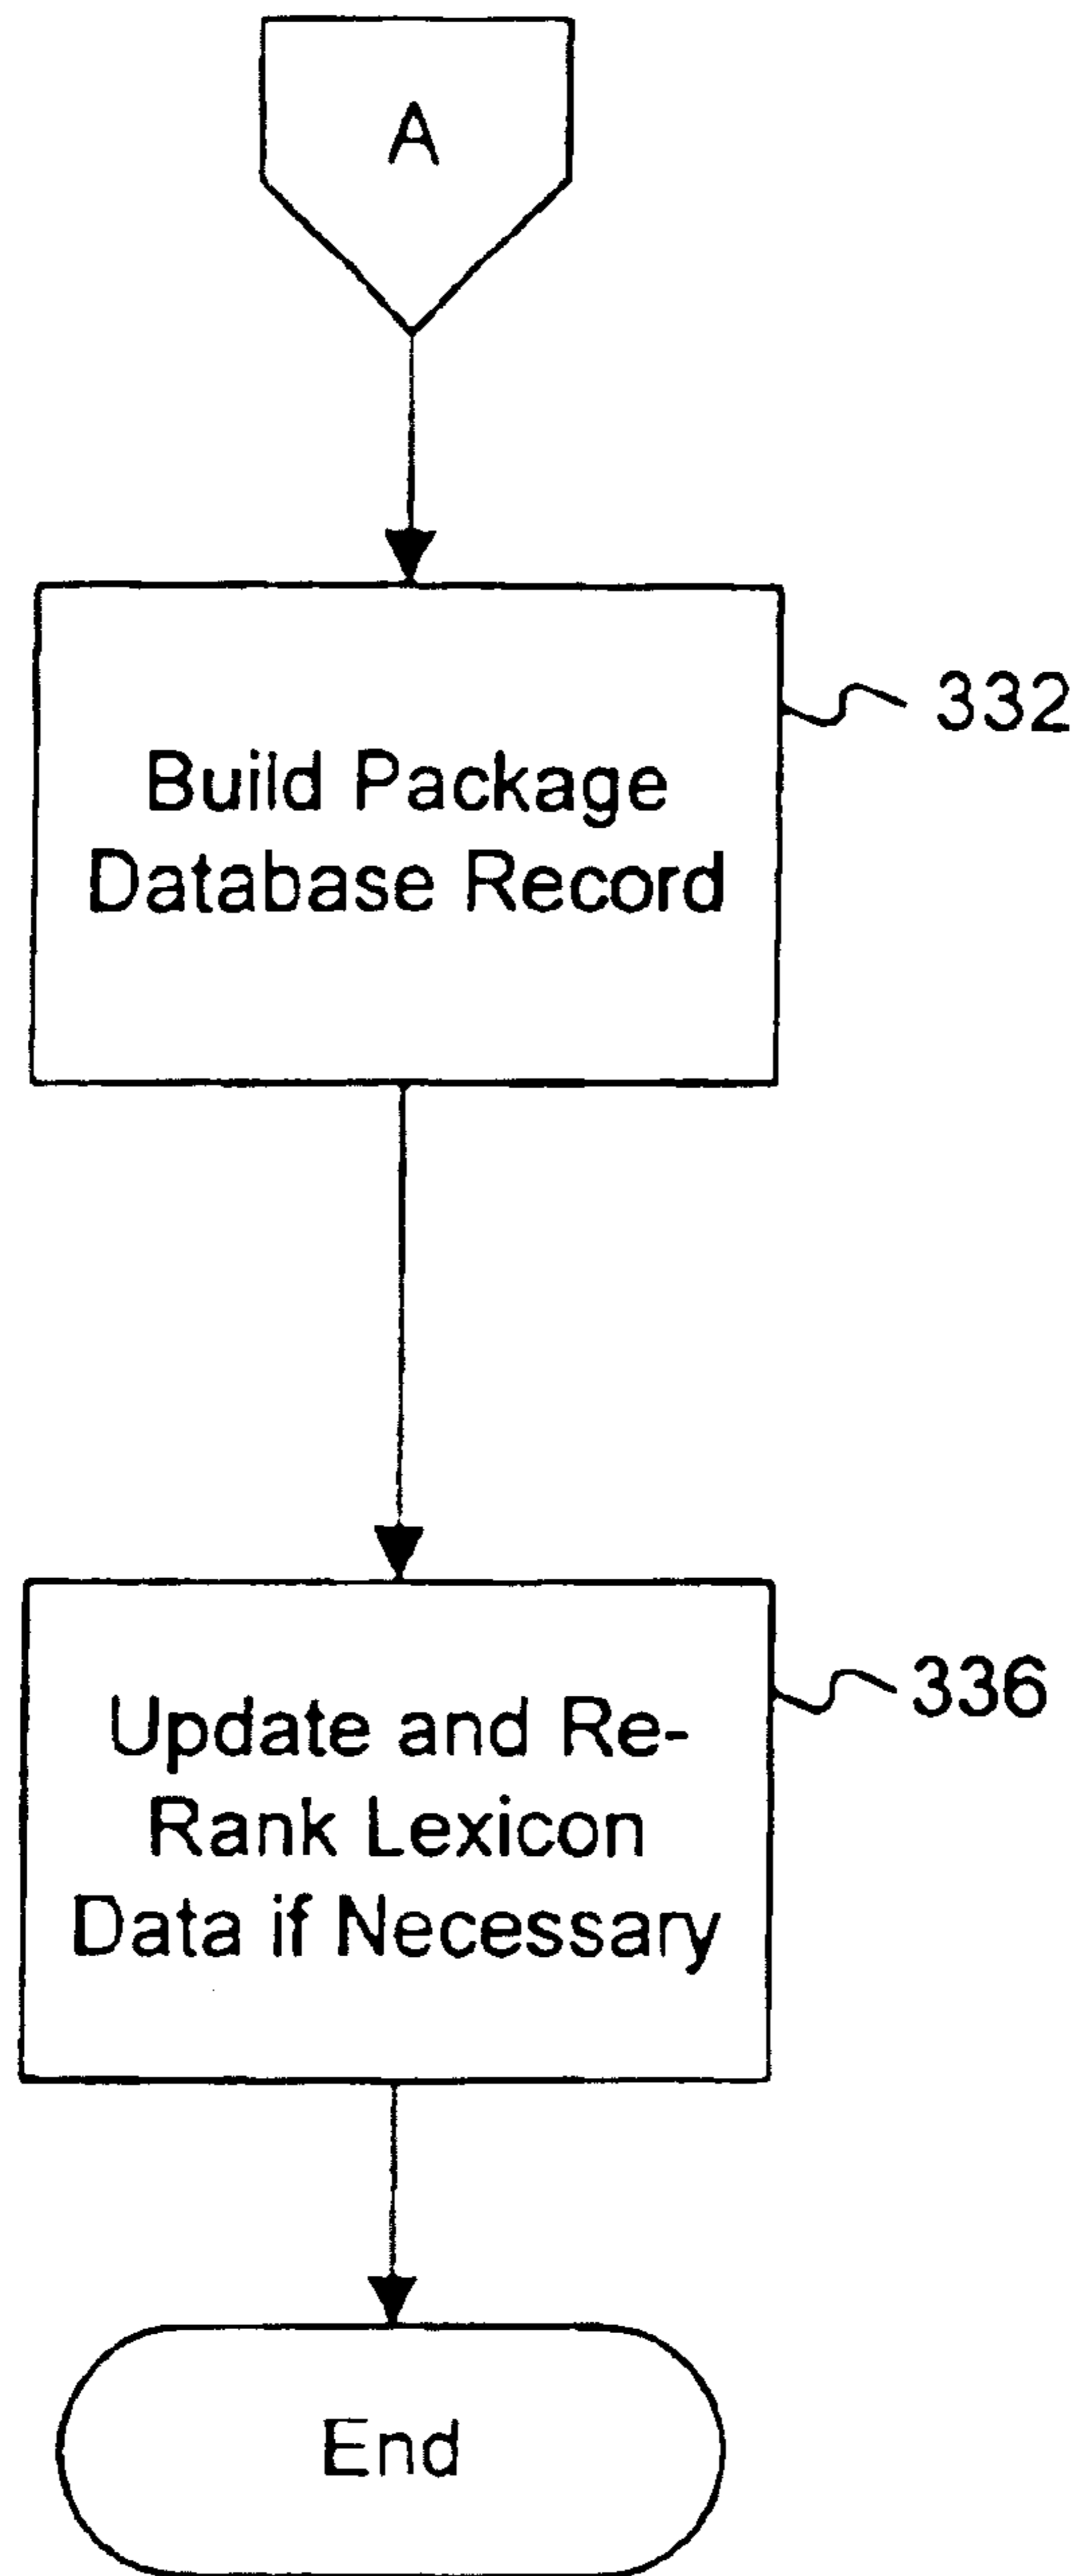 A
332
Build Package
Database Record
336
Update and Re-
Rank Lexicon
Data if Necessary
End